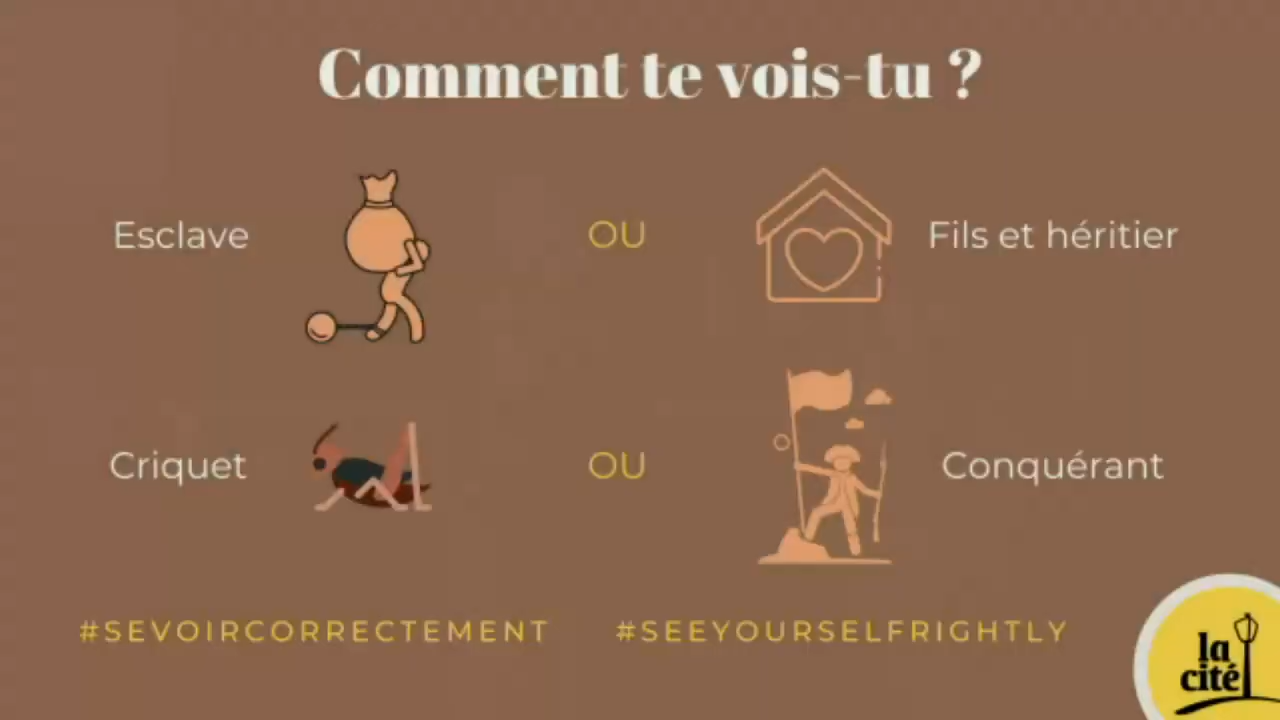 Comment te vois-tu ?
Esclave OU Fils et héritier
Criquet OU Conquérant
#SEVOIRCORRECTEMENT #SEEYOURSELFRIGHTLY
la
cité